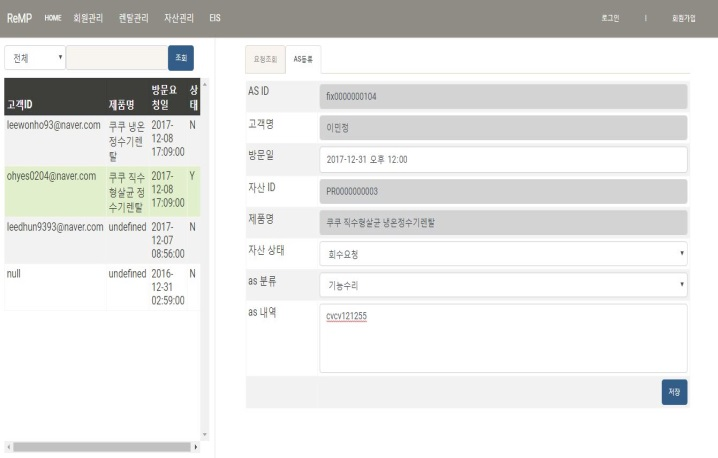 ReMP HOME 회원관리 렌탈관리 자산관리 EIS 로그인 | 회원가입
전체 조회
고객ID 제품명 방문요청일 상태
leewonho93@naver.com 쿠쿠 냉온정수기렌탈 2017-12-08 17:09:00 N
ohyes0204@naver.com 쿠쿠 직수형살균 정수기렌탈 2017-12-08 17:09:00 Y
leedhun9393@naver.com undefined 2017-12-07 08:56:00 N
null undefined 2016-12-31 02:59:00 N
요청조회 AS등록
AS ID fix0000000104
고객명 이민정
방문일 2017-12-31 오후 12:00
자산 ID PR0000000003
제품명 쿠쿠 직수형살균 냉온정수기렌탈
자산 상태 회수요청
as 분류 기능수리
as 내역 cvcv121255
저장